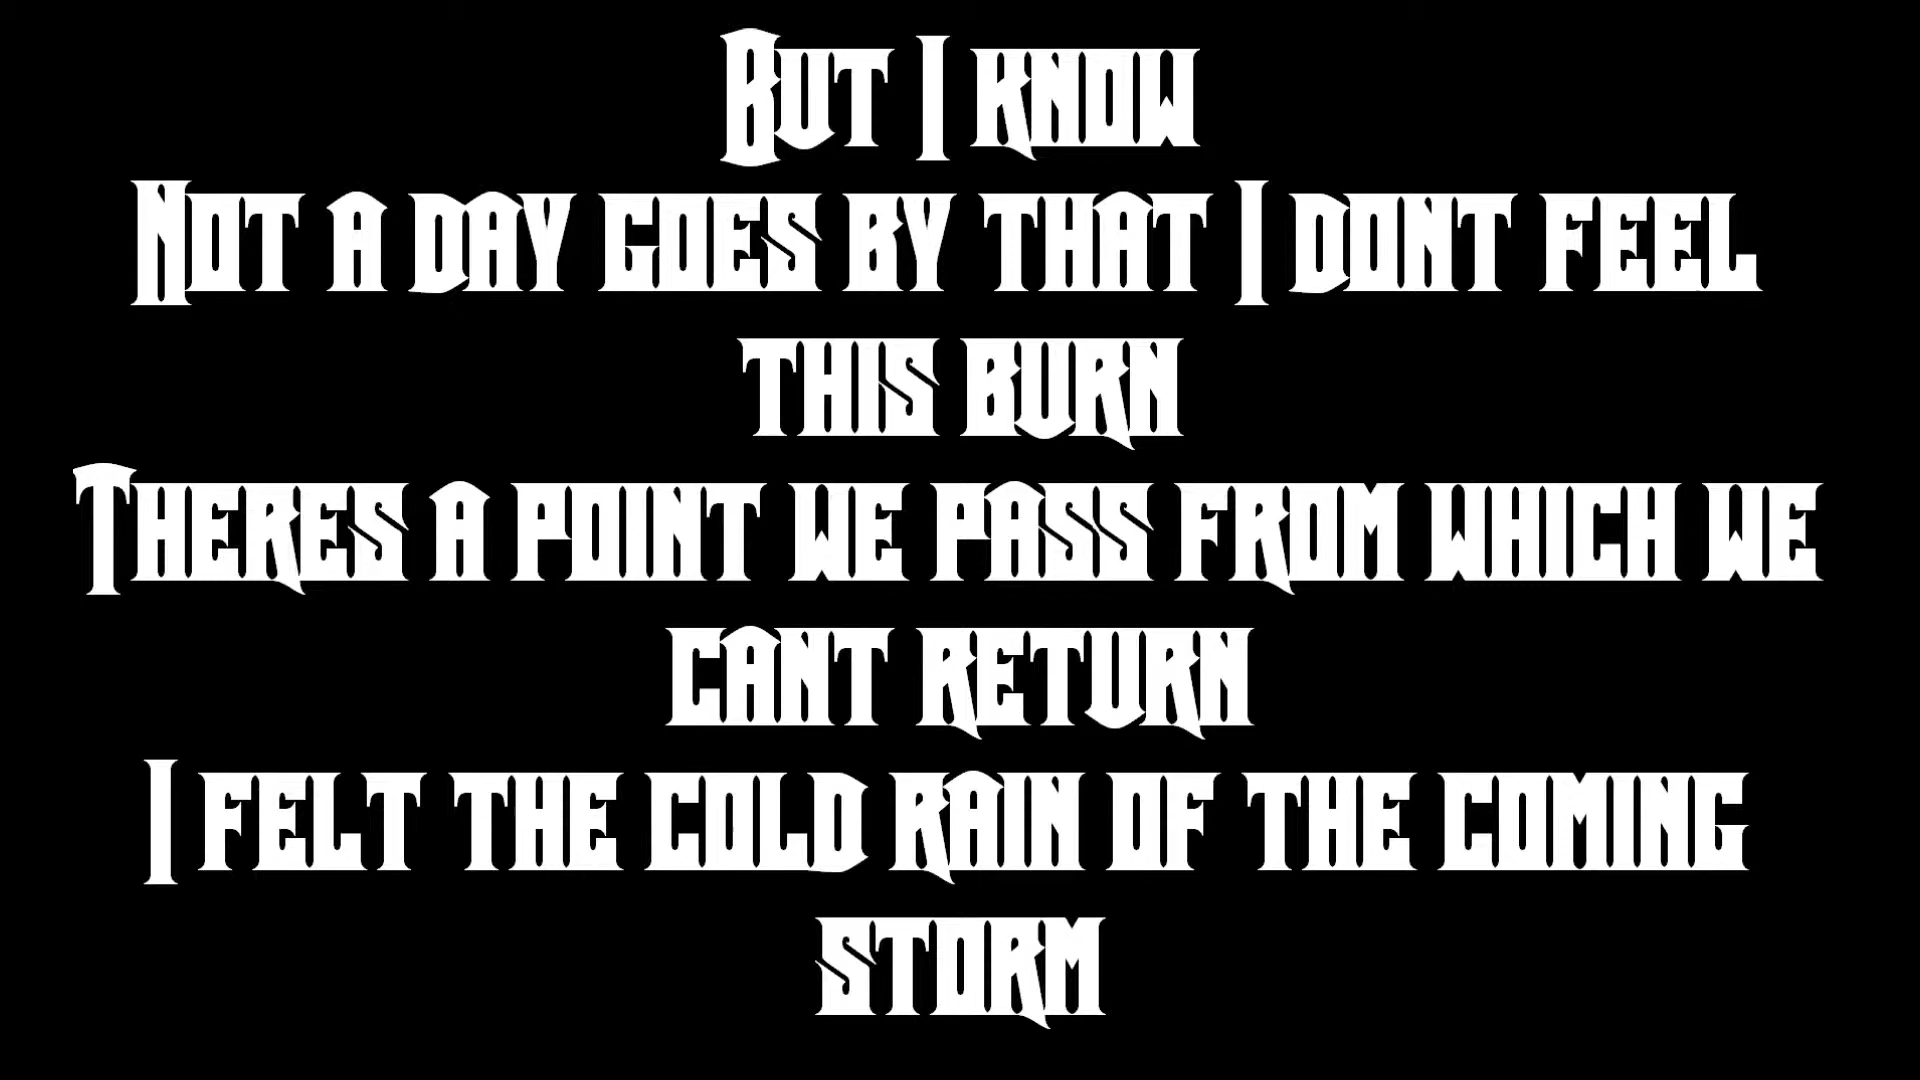 But I know
Not a day goes by that I dont feel
this burn
Theres a point we pass from which we
cant return
I felt the cold rain of the coming
storm